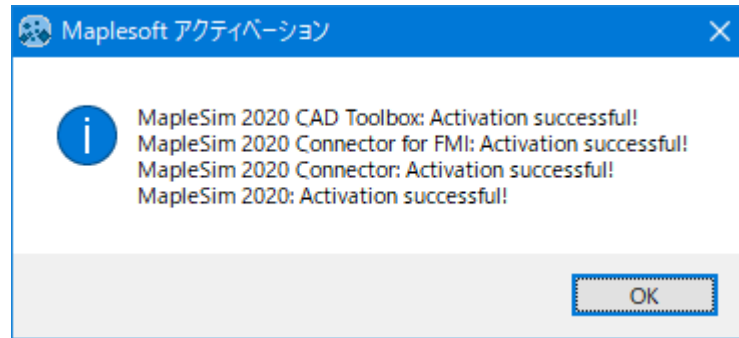 Maplesoft アクティベーション
MapleSim 2020 CAD Toolbox: Activation successful!
MapleSim 2020 Connector for FMI: Activation successful!
MapleSim 2020 Connector: Activation successful!
MapleSim 2020: Activation successful!
OK